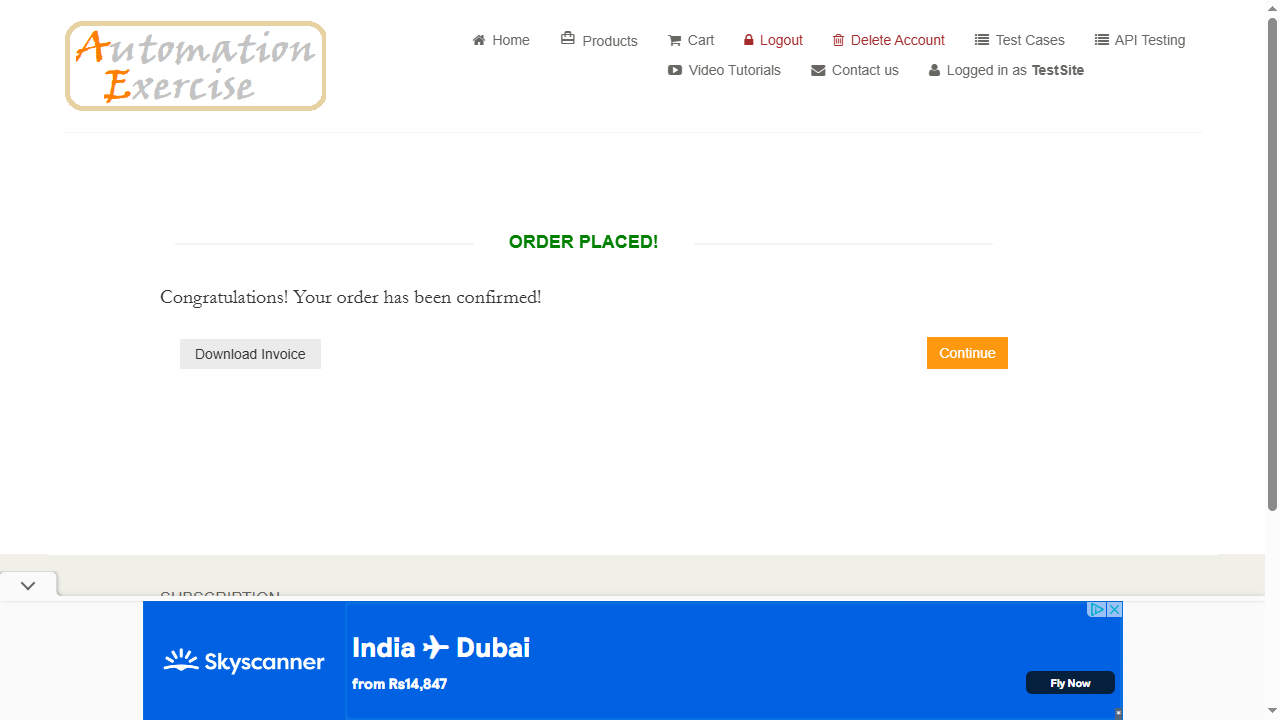 Automation
Exercise
Home
Products
Cart
Logout
Delete Account
Test Cases
API Testing
Video Tutorials
Contact us
Logged in as TestSite
ORDER PLACED!
Congratulations! Your order has been confirmed!
Download Invoice
Continue
SUBSCRIPTION
Skyscanner
India ✈ Dubai
from Rs14,847
Fly Now